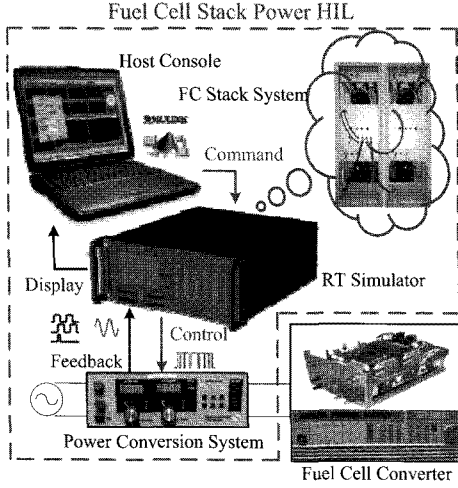 Fuel Cell Stack Power HIL
Host Console
FC Stack System
SIMULINK
Command
RT Simulator
Display
Control
Feedback
Power Conversion System
Fuel Cell Converter